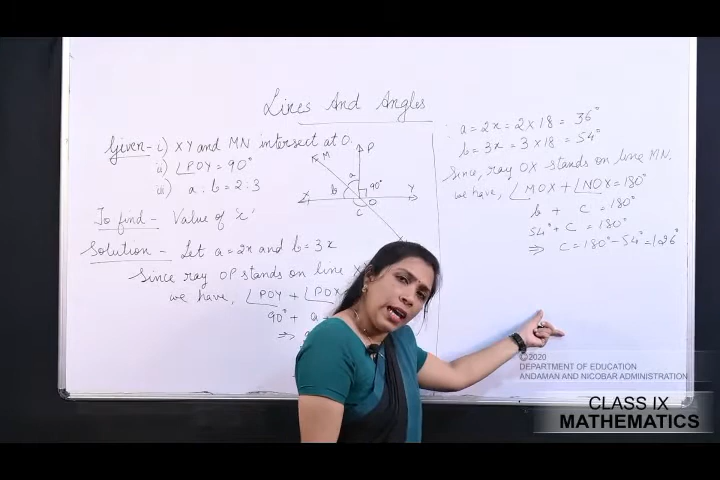 Lines And Angles
Given - i) XY and MN intersect at O.
ii) ∠POY = 90°
iii) a : b = 2 : 3
To find - Value of 'c'
Solution - Let a = 2x and b = 3x
Since ray OP stands on line X
we have, ∠POY + ∠POX
90° + a +
⇒
M
P
a
b
90°
X
Y
O
C
∴ a = 2x = 2 × 18 = 36°
b = 3x = 3 × 18 = 54°
Since, ray OX stands on line MN.
we have, ∠MOX + ∠NOX = 180°
b + c = 180°
54° + c = 180°
⇒ c = 180° - 54° = 126°
©2020
DEPARTMENT OF EDUCATION
ANDAMAN AND NICOBAR ADMINISTRATION
CLASS IX
MATHEMATICS